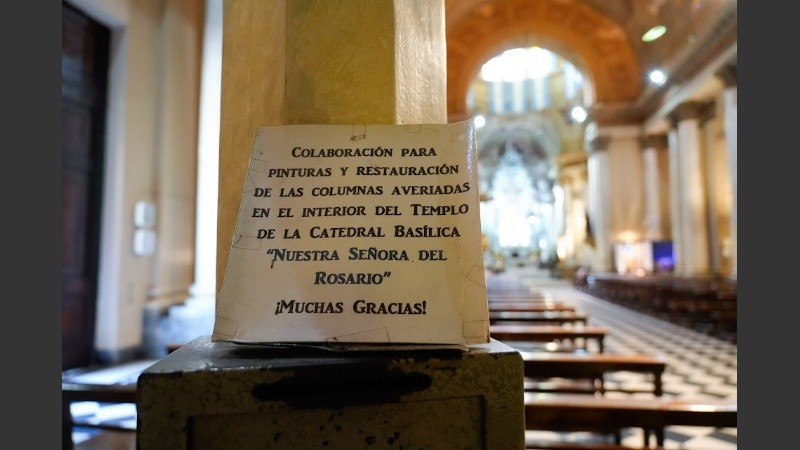 Colaboración para
pinturas y restauración
de las columnas averiadas
en el interior del Templo
de la Catedral Basílica
"Nuestra Señora del
Rosario"
¡Muchas Gracias!